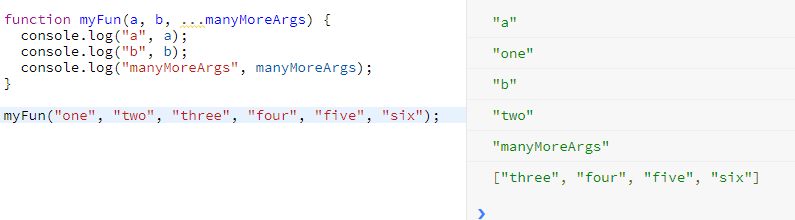 function myFun(a, b, ...manyMoreArgs) {
  console.log("a", a);
  console.log("b", b);
  console.log("manyMoreArgs", manyMoreArgs);
}
myFun("one", "two", "three", "four", "five", "six");
"a"
"one"
"b"
"two"
"manyMoreArgs"
["three", "four", "five", "six"]